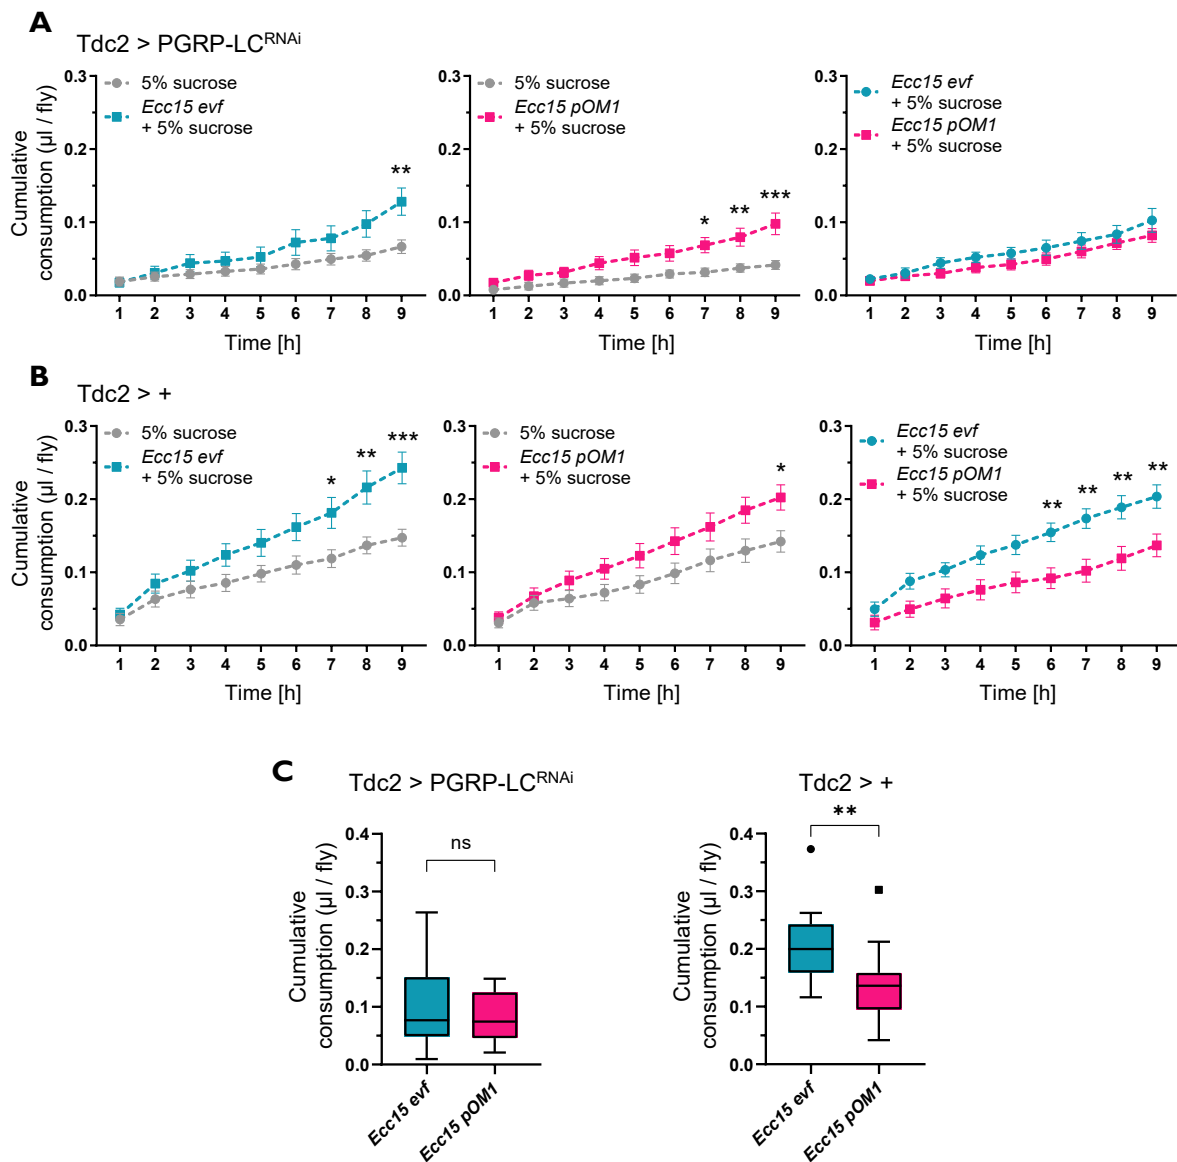 A
Tdc2 > PGRP-LCRNAi
Cumulative
consumption (µl / fly)
0.3
0.2
0.1
0.0
5% sucrose
Ecc15 evf
+ 5% sucrose
**
1 2 3 4 5 6 7 8 9
Time [h]
5% sucrose
Ecc15 pOM1
+ 5% sucrose
0.3
0.2
0.1
0.0
* ** ***
1 2 3 4 5 6 7 8 9
Time [h]
Ecc15 evf
+ 5% sucrose
Ecc15 pOM1
+ 5% sucrose
0.3
0.2
0.1
0.0
1 2 3 4 5 6 7 8 9
Time [h]
B
Tdc2 > +
Cumulative
consumption (µl / fly)
0.3
0.2
0.1
0.0
5% sucrose
Ecc15 evf
+ 5% sucrose
* ** ***
1 2 3 4 5 6 7 8 9
Time [h]
0.3
0.2
0.1
0.0
5% sucrose
Ecc15 pOM1
+ 5% sucrose
*
1 2 3 4 5 6 7 8 9
Time [h]
0.3
0.2
0.1
0.0
Ecc15 evf
+ 5% sucrose
Ecc15 pOM1
+ 5% sucrose
** ** ** **
1 2 3 4 5 6 7 8 9
Time [h]
C
Tdc2 > PGRP-LCRNAi
Cumulative
consumption (µl / fly)
0.4
0.3
0.2
0.1
0.0
ns
Ecc15 evf
Ecc15 pOM1
Tdc2 > +
Cumulative
consumption (µl / fly)
0.4
0.3
0.2
0.1
0.0
**
Ecc15 evf
Ecc15 pOM1